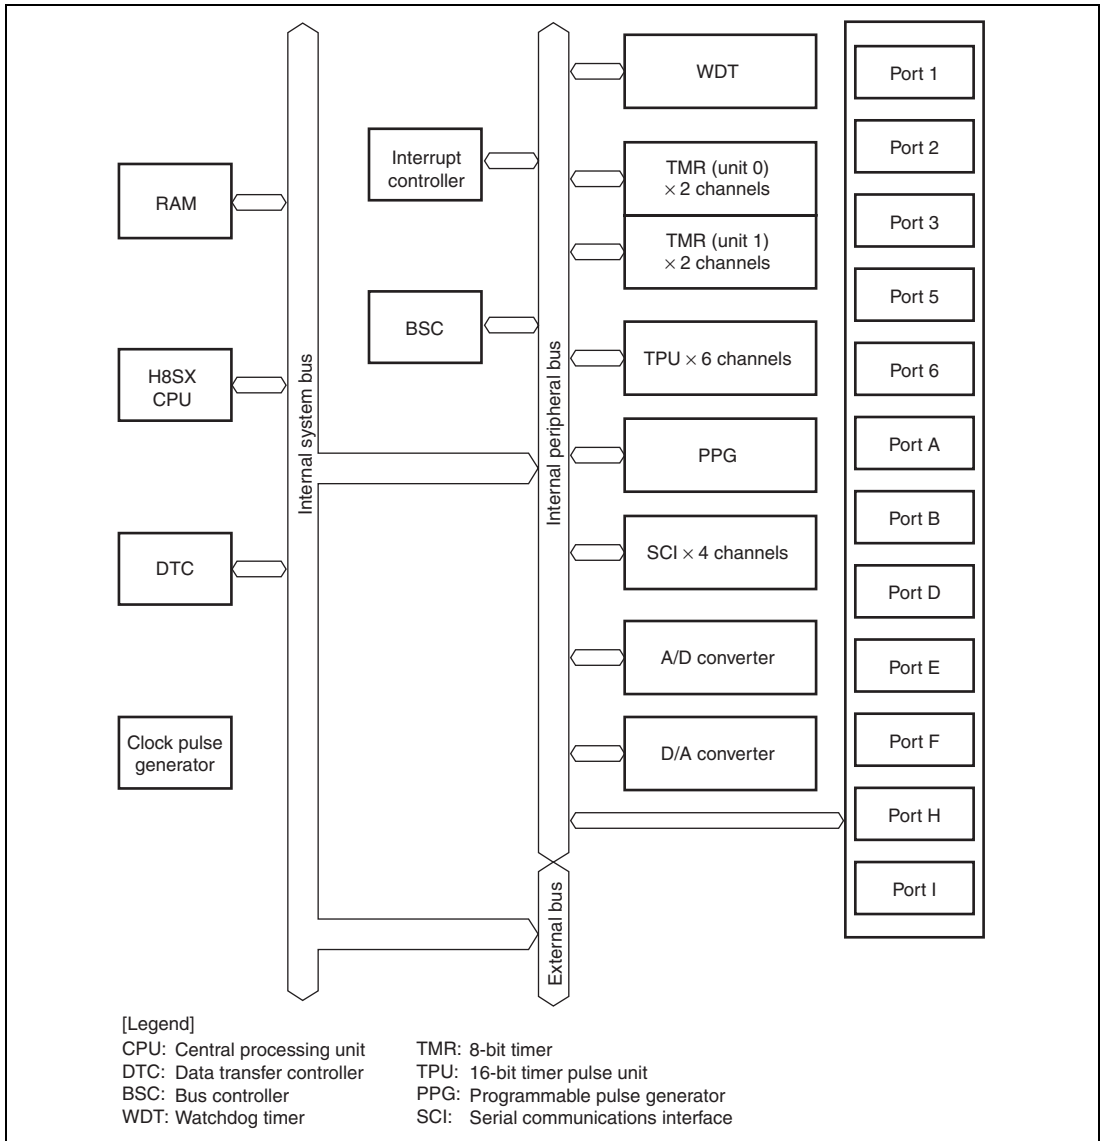 RAM
H8SX
CPU
DTC
Clock pulse
generator
Internal system bus
Interrupt
controller
BSC
Internal peripheral bus
External bus
WDT
TMR (unit 0)
× 2 channels
TMR (unit 1)
× 2 channels
TPU × 6 channels
PPG
SCI × 4 channels
A/D converter
D/A converter
Port 1
Port 2
Port 3
Port 5
Port 6
Port A
Port B
Port D
Port E
Port F
Port H
Port I
[Legend]
CPU: Central processing unit
DTC: Data transfer controller
BSC: Bus controller
WDT: Watchdog timer
TMR: 8-bit timer
TPU: 16-bit timer pulse unit
PPG: Programmable pulse generator
SCI: Serial communications interface